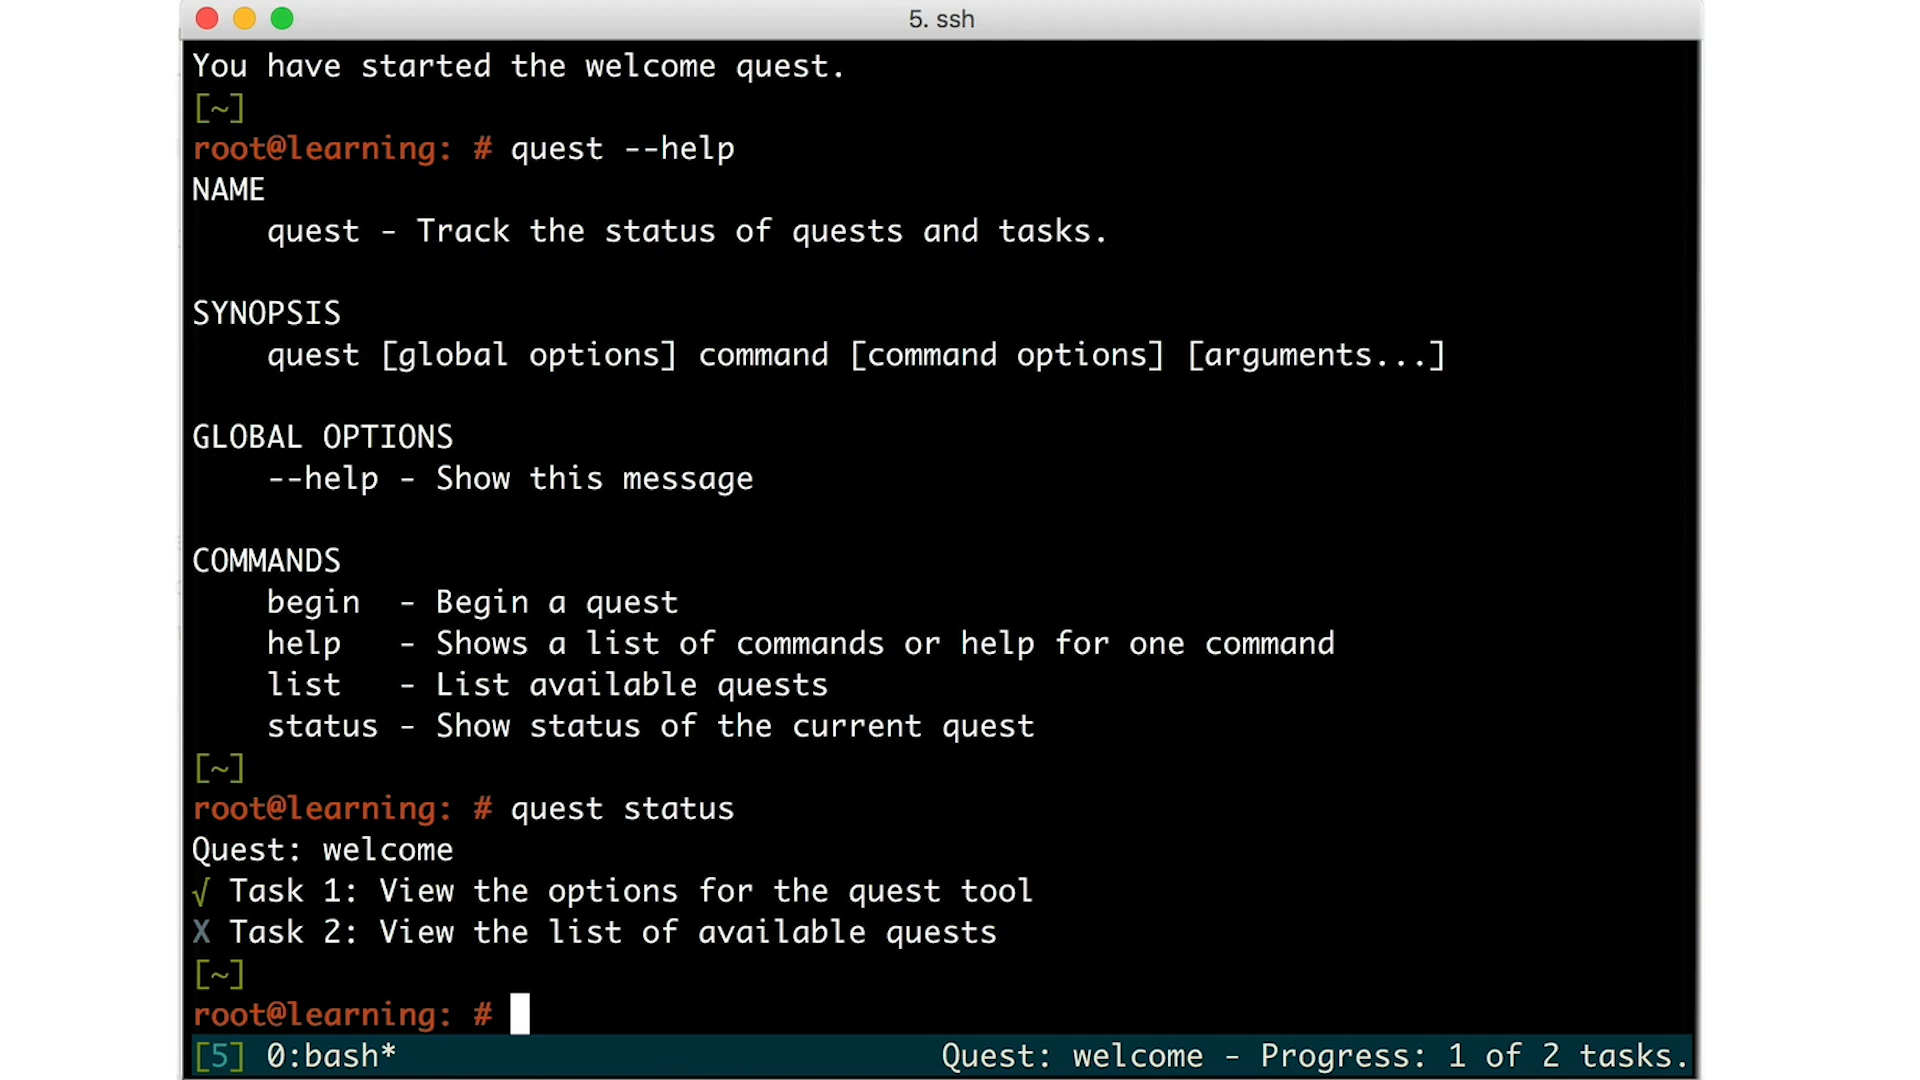 5. ssh
You have started the welcome quest.
[~]
root@learning: # quest --help
NAME
    quest - Track the status of quests and tasks.

SYNOPSIS
    quest [global options] command [command options] [arguments...]

GLOBAL OPTIONS
    --help - Show this message

COMMANDS
    begin  - Begin a quest
    help   - Shows a list of commands or help for one command
    list   - List available quests
    status - Show status of the current quest
[~]
root@learning: # quest status
Quest: welcome
√ Task 1: View the options for the quest tool
X Task 2: View the list of available quests
[~]
root@learning: #
[5] 0:bash* Quest: welcome - Progress: 1 of 2 tasks.